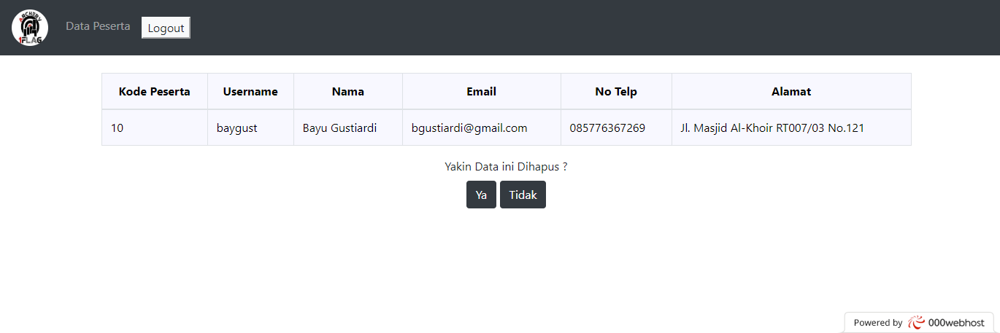 ARCHERY
1FLAG
Data Peserta Logout
Kode Peserta Username Nama Email No Telp Alamat
10 baygust Bayu Gustiardi bgustiardi@gmail.com 085776367269 Jl. Masjid Al-Khoir RT007/03 No.121
Yakin Data ini Dihapus ?
Ya Tidak
Powered by 000webhost